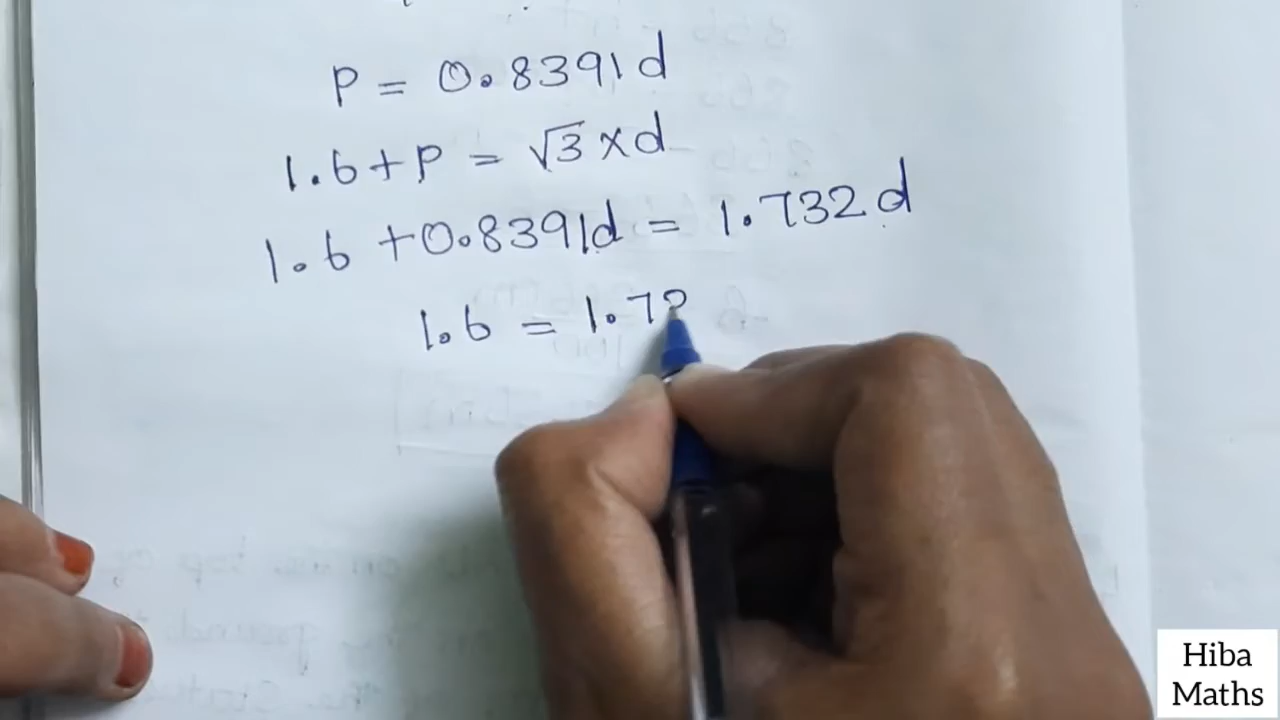 P = 0.8391d
1.6+P = √3×d
1.6 +0.8391d = 1.732d
1.6 = 1.7
Hiba
Maths